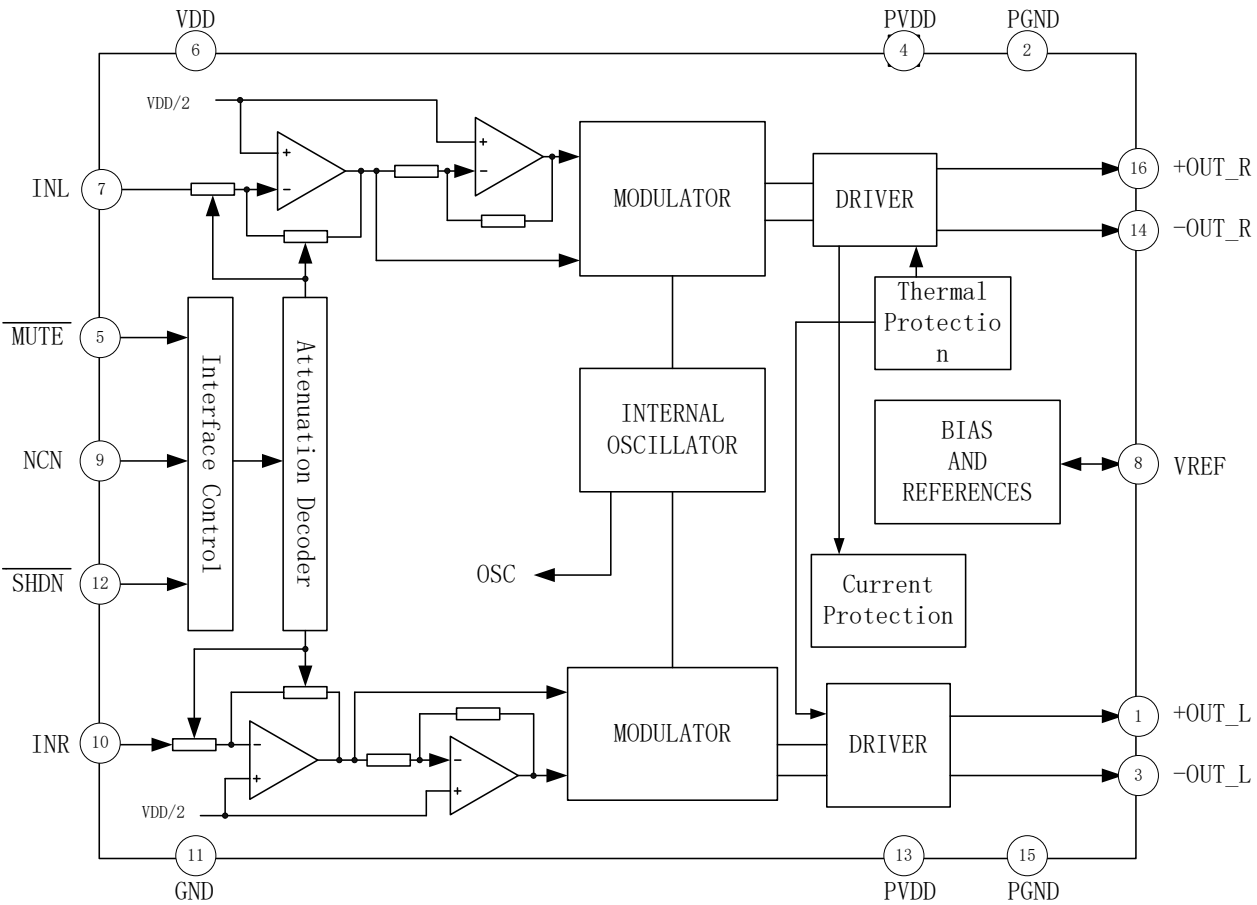 VDD
6
PVDD
4
PGND
2
VDD/2
+
-
+
-
INL
7
MODULATOR
DRIVER
16
+OUT_R
14
-OUT_R
Thermal
Protectio
n
MUTE
5
Interface Control
Attenuation Decoder
INTERNAL
OSCILLATOR
BIAS
AND
REFERENCES
NCN
9
8
VREF
SHDN
12
OSC
Current
Protection
INR
10
-
+
-
+
MODULATOR
DRIVER
1
+OUT_L
3
-OUT_L
VDD/2
11
GND
13
PVDD
15
PGND